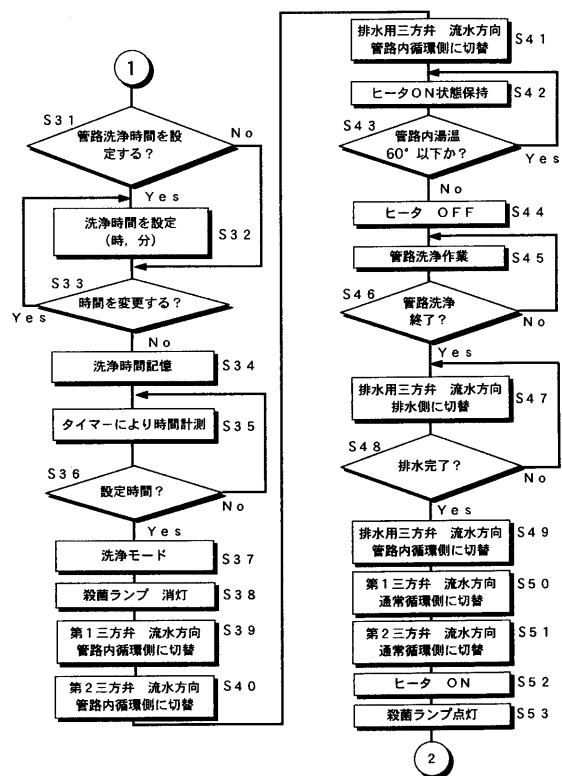 1
S31
管路洗浄時間を設
定する?
No
Yes
洗浄時間を設定
(時, 分)
S32
S33
時間を変更する?
Yes
No
洗浄時間記憶
S34
タイマーにより時間計測
S35
S36
設定時間?
No
Yes
洗浄モード
S37
殺菌ランプ 消灯
S38
第1三方弁 流水方向
管路内循環側に切替
S39
第2三方弁 流水方向
管路内循環側に切替
S40
排水用三方弁 流水方向
管路内循環側に切替
S41
ヒータON状態保持
S42
S43
管路内湯温
60°以下か?
Yes
No
ヒータ OFF
S44
管路洗浄作業
S45
S46
管路洗浄
終了?
No
Yes
排水用三方弁 流水方向
排水側に切替
S47
S48
排水完了?
No
Yes
排水用三方弁 流水方向
管路内循環側に切替
S49
第1三方弁 流水方向
通常循環側に切替
S50
第2三方弁 流水方向
通常循環側に切替
S51
ヒータ ON
S52
殺菌ランプ点灯
S53
2